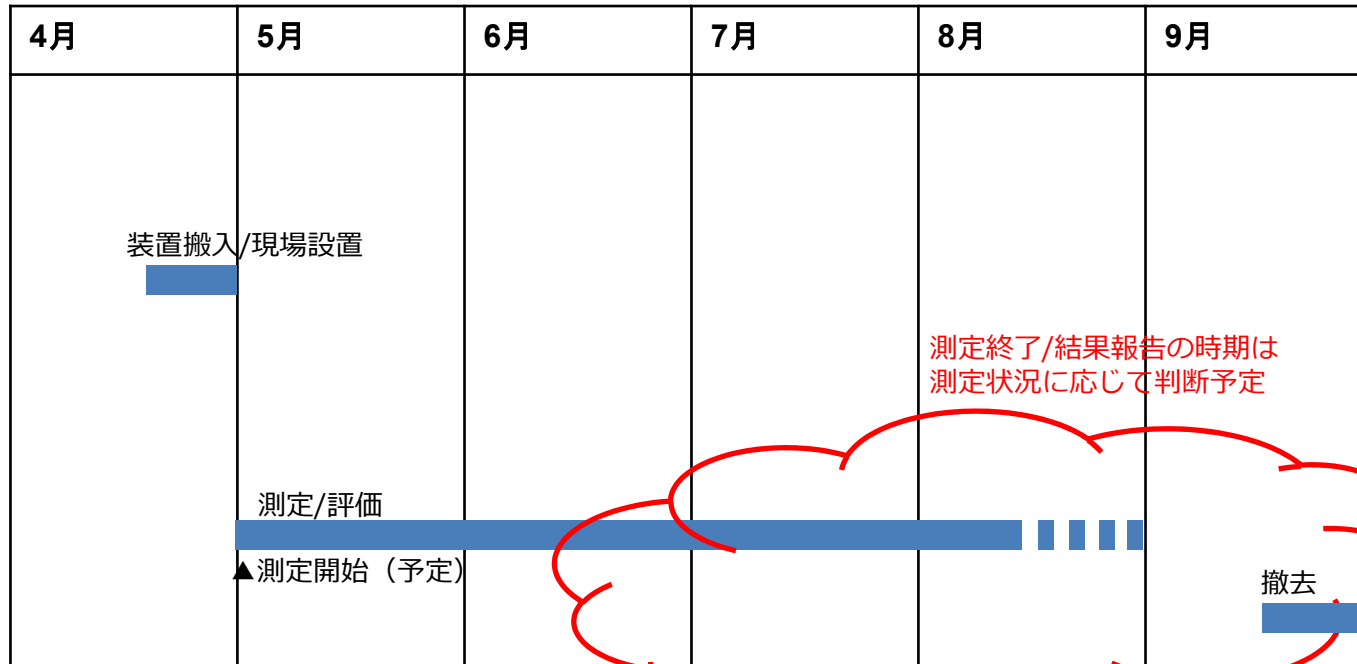 4月 5月 6月 7月 8月 9月
装置搬入/現場設置
測定終了/結果報告の時期は
測定状況に応じて判断予定
測定/評価
▲測定開始（予定）
撤去